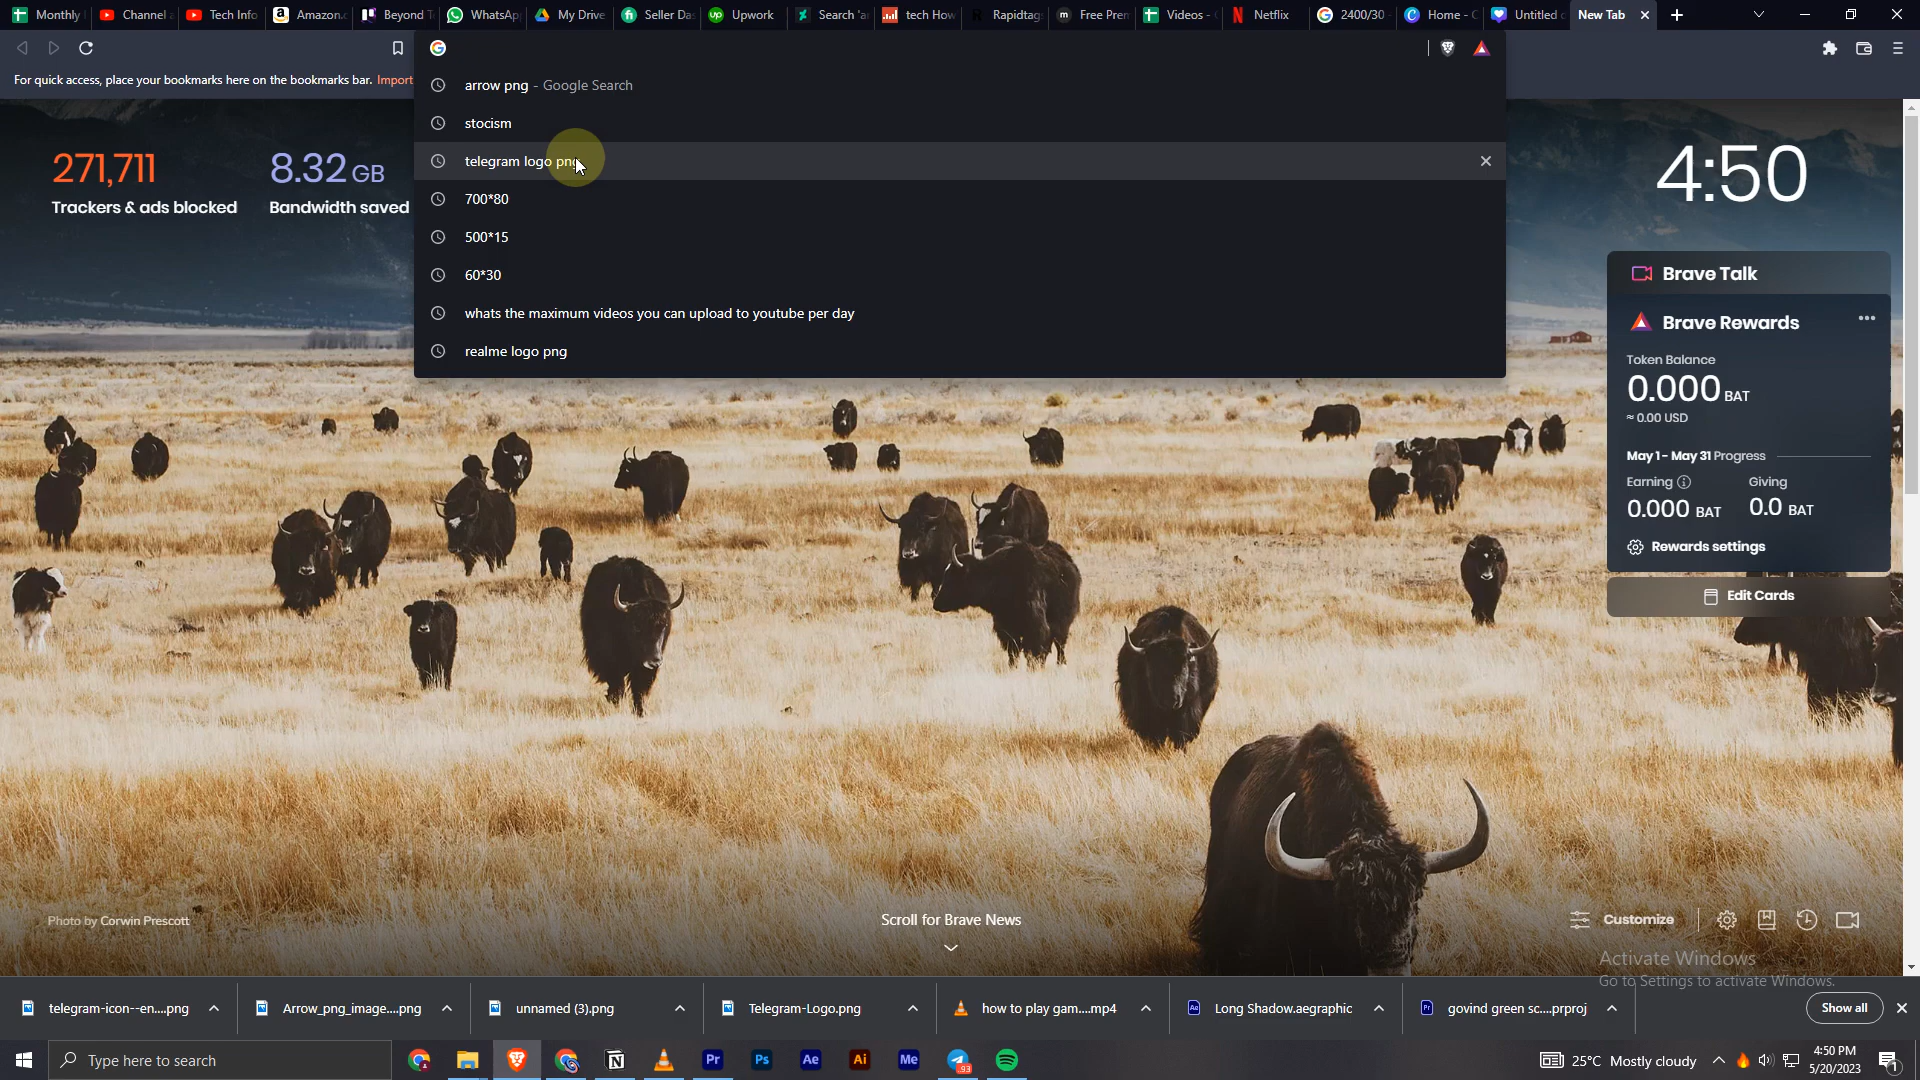 Monthly
Channel
Tech Info
Amazon.
Beyond T
WhatsAp
My Drive
Seller Da
Upwork
Search 'a
tech How
Rapidtag
Free Pren
Videos -
Netflix
2400/30
Home - C
Untitled
New Tab
For quick access, place your bookmarks here on the bookmarks bar. Import
arrow png - Google Search
stocism
telegram logo png
700*80
500*15
60*30
whats the maximum videos you can upload to youtube per day
realme logo png
271,711
Trackers & ads blocked
8.32 GB
Bandwidth saved
4:50
Brave Talk
Brave Rewards
Token Balance
0.000 BAT
≈ 0.00 USD
May 1 - May 31 Progress
Earning
Giving
0.000 BAT
0.0 BAT
Rewards settings
Edit Cards
Photo by Corwin Prescott
Scroll for Brave News
Customize
Activate Windows
Go to Settings to activate Windows.
telegram-icon--en....png
Arrow_png_image....png
unnamed (3).png
Telegram-Logo.png
how to play gam....mp4
Long Shadow.aegraphic
govind green sc....prproj
Show all
Type here to search
Pr
Ps
Ae
Ai
Me
93
25°C Mostly cloudy
4:50 PM
5/20/2023
1